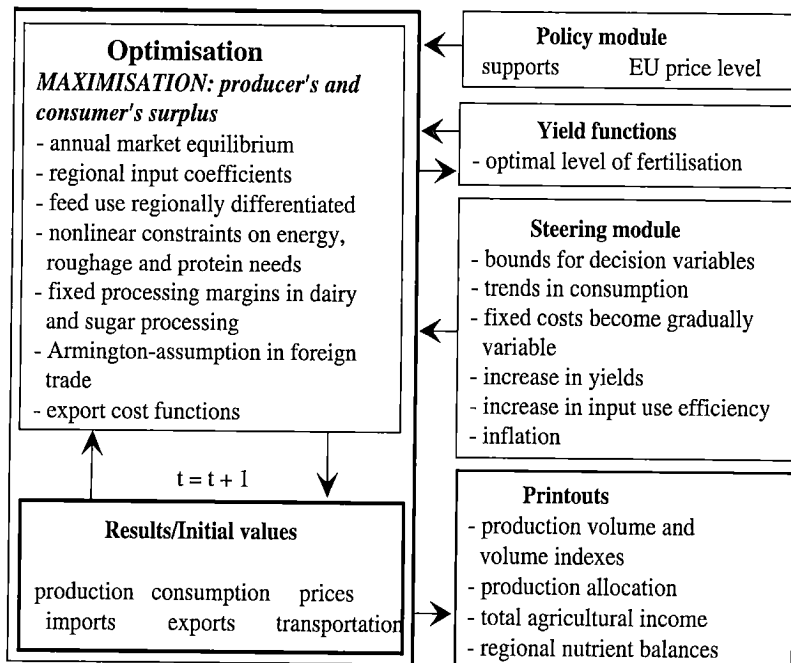 Optimisation
MAXIMISATION: producer's and
consumer's surplus
- annual market equilibrium
- regional input coefficients
- feed use regionally differentiated
- nonlinear constraints on energy,
roughage and protein needs
- fixed processing margins in dairy
and sugar processing
- Armington-assumption in foreign
trade
- export cost functions
t = t + 1
Results/Initial values
production consumption prices
imports exports transportation
Policy module
supports EU price level
Yield functions
- optimal level of fertilisation
Steering module
- bounds for decision variables
- trends in consumption
- fixed costs become gradually
variable
- increase in yields
- increase in input use efficiency
- inflation
Printouts
- production volume and
volume indexes
- production allocation
- total agricultural income
- regional nutrient balances